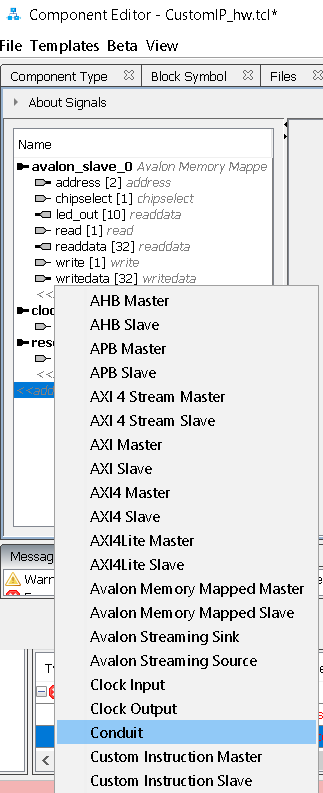 Component Editor - CustomIP_hw.tcl*
File Templates Beta View
Component Type Block Symbol Files
About Signals
Name
avalon_slave_0 Avalon Memory Mappe
address [2] address
chipselect [1] chipselect
led_out [10] readdata
read [1] read
readdata [32] readdata
write [1] write
writedata [32] writedata
<<
cloc
rese
<<
<<add
AHB Master
AHB Slave
APB Master
APB Slave
AXI 4 Stream Master
AXI 4 Stream Slave
AXI Master
AXI Slave
AXI4 Master
AXI4 Slave
AXI4Lite Master
AXI4Lite Slave
Avalon Memory Mapped Master
Avalon Memory Mapped Slave
Avalon Streaming Sink
Avalon Streaming Source
Clock Input
Clock Output
Conduit
Custom Instruction Master
Custom Instruction Slave
Messag
Warn